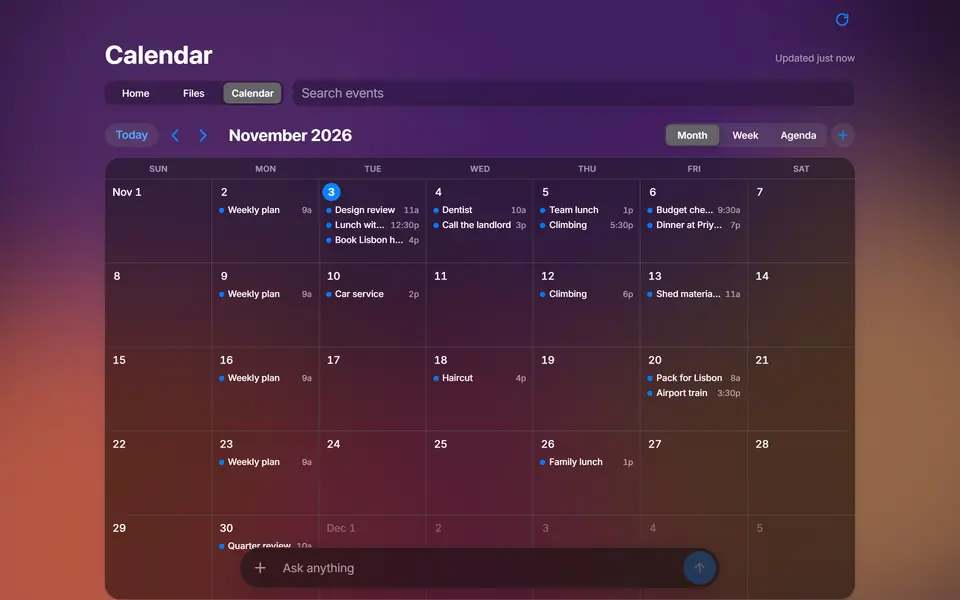 Calendar
Updated just now
Home Files Calendar Search events
Today November 2026 Month Week Agenda +
SUN MON TUE WED THU FRI SAT
Nov 1 2 3 4 5 6 7
Weekly plan 9a Design review 11a Dentist 10a Team lunch 1p Budget che... 9:30a
Lunch wit... 12:30p Call the landlord 3p Climbing 5:30p Dinner at Priy... 7p
Book Lisbon h... 4p
8 9 10 11 12 13 14
Weekly plan 9a Car service 2p Climbing 6p Shed materia... 11a
15 16 17 18 19 20 21
Weekly plan 9a Haircut 4p Pack for Lisbon 8a
Airport train 3:30p
22 23 24 25 26 27 28
Weekly plan 9a Family lunch 1p
29 30 Dec 1 2 3 4 5
Quarter review 10a
+ Ask anything